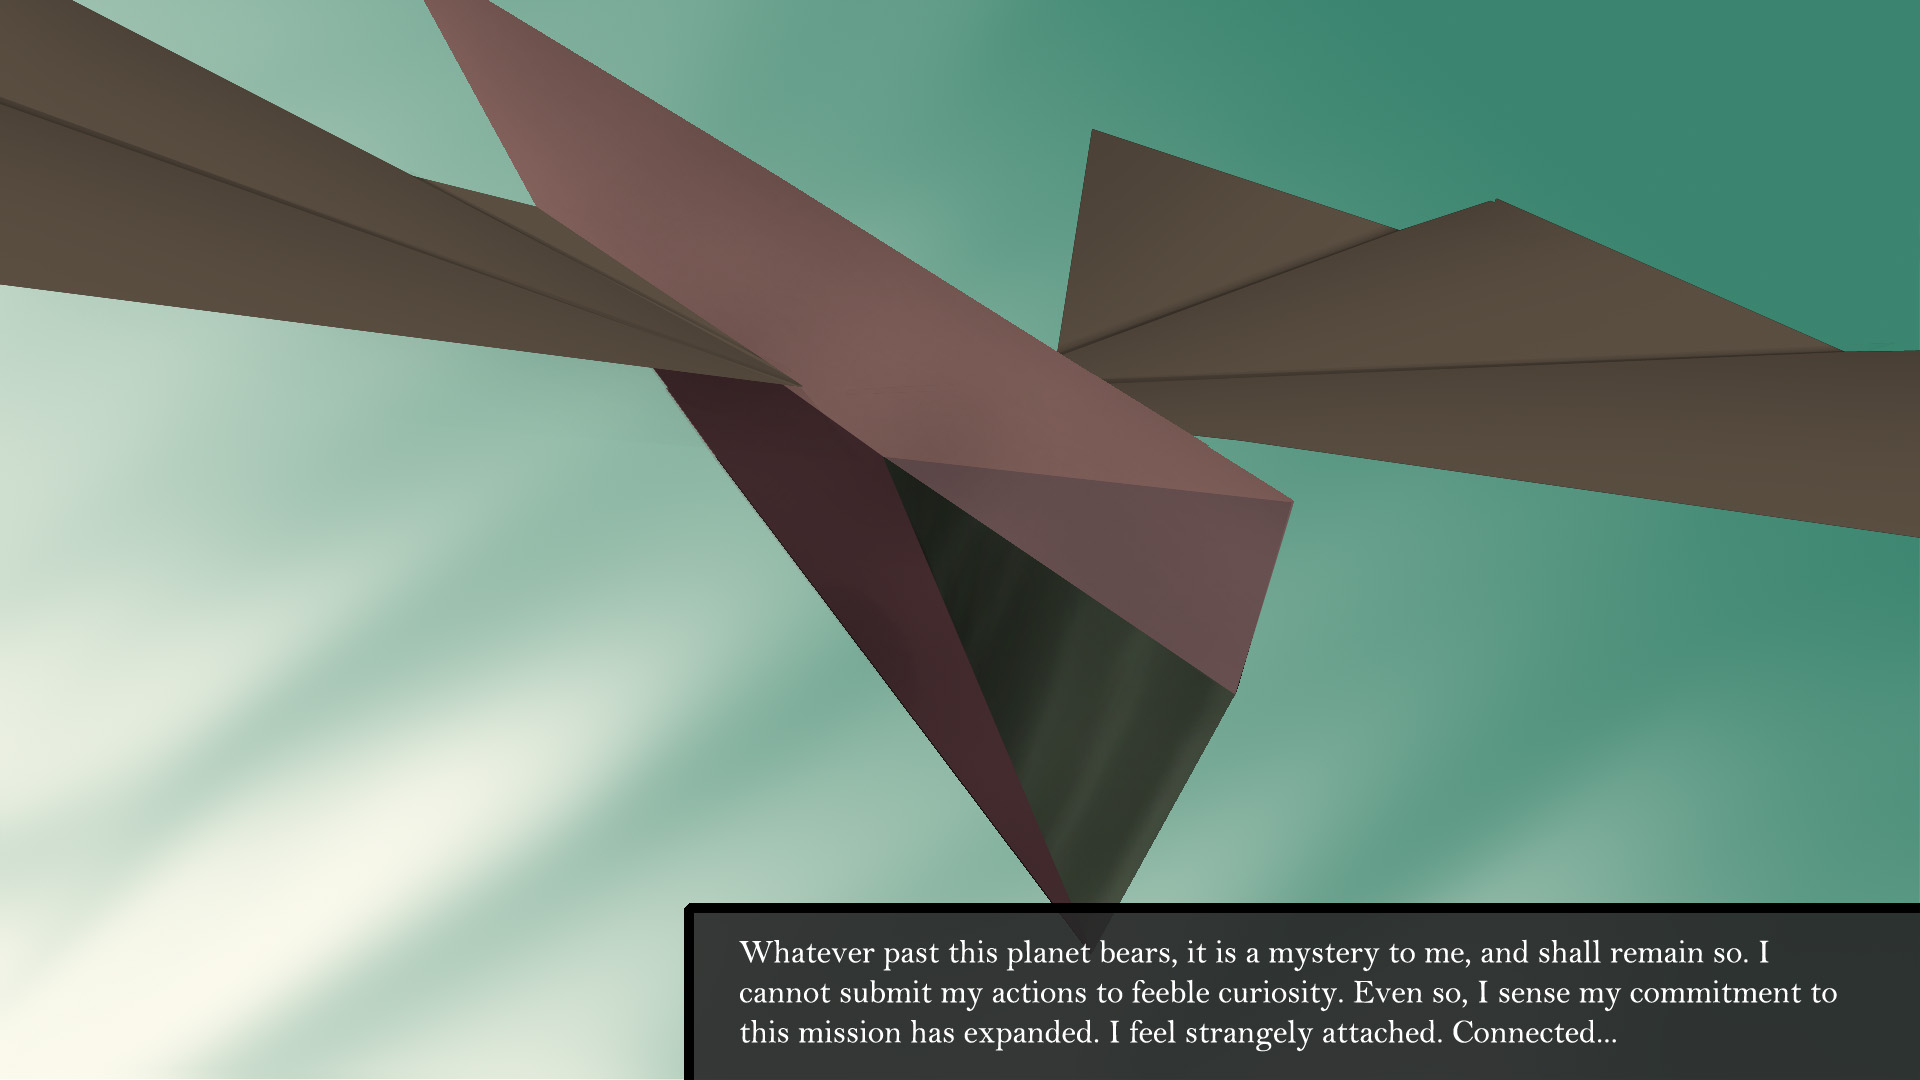 Whatever past this planet bears, it is a mystery to me, and shall remain so. I
cannot submit my actions to feeble curiosity. Even so, I sense my commitment to
this mission has expanded. I feel strangely attached. Connected...